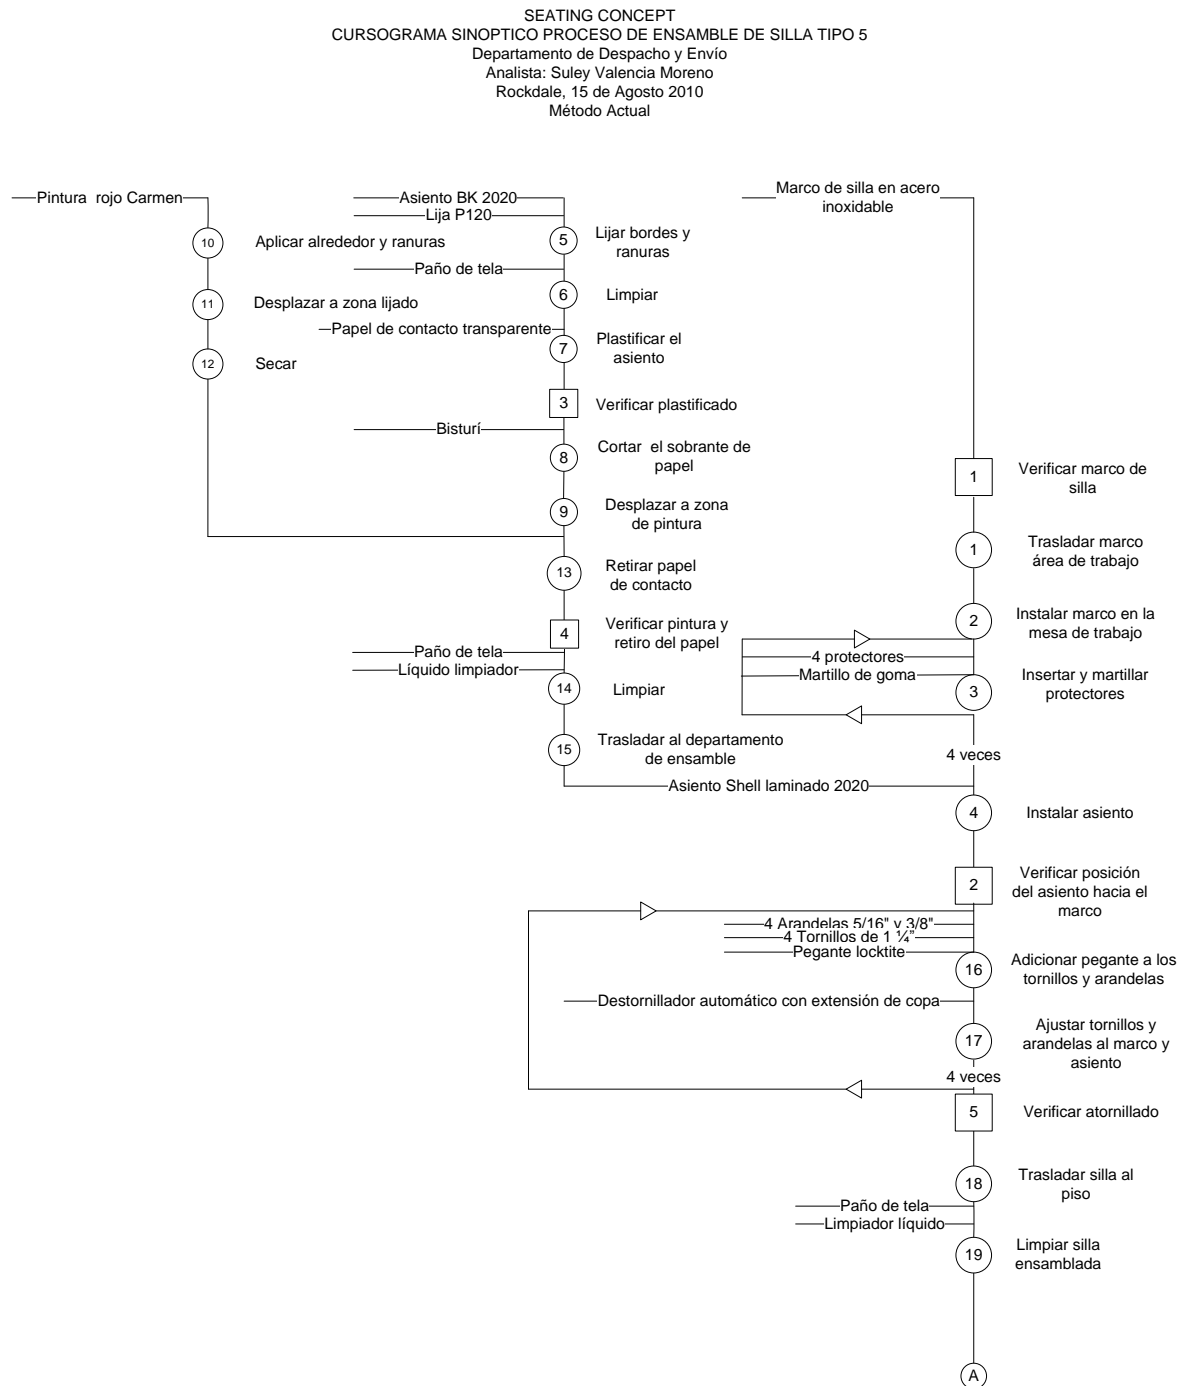 SEATING CONCEPT
CURSOGRAMA SINOPTICO PROCESO DE ENSAMBLE DE SILLA TIPO 5
Departamento de Despacho y Envío
Analista: Suley Valencia Moreno
Rockdale, 15 de Agosto 2010
Método Actual
Pintura rojo Carmen
10
Aplicar alrededor y ranuras
11
Desplazar a zona lijado
12
Secar
Asiento BK 2020
Lija P120
5
Lijar bordes y
ranuras
Paño de tela
6
Limpiar
Papel de contacto transparente
7
Plastificar el
asiento
3
Verificar plastificado
Bisturí
8
Cortar el sobrante de
papel
9
Desplazar a zona
de pintura
13
Retirar papel
de contacto
4
Verificar pintura y
retiro del papel
Paño de tela
Líquido limpiador
14
Limpiar
15
Trasladar al departamento
de ensamble
Marco de silla en acero
inoxidable
1
Verificar marco de
silla
1
Trasladar marco
área de trabajo
2
Instalar marco en la
mesa de trabajo
4 protectores
Martillo de goma
3
Insertar y martillar
protectores
4 veces
Asiento Shell laminado 2020
4
Instalar asiento
2
Verificar posición
del asiento hacia el
marco
4 Arandelas 5/16" y 3/8"
4 Tornillos de 1 ¼”
Pegante locktite
16
Adicionar pegante a los
tornillos y arandelas
Destornillador automático con extensión de copa
17
Ajustar tornillos y
arandelas al marco y
asiento
4 veces
5
Verificar atornillado
18
Trasladar silla al
piso
Paño de tela
Limpiador líquido
19
Limpiar silla
ensamblada
A